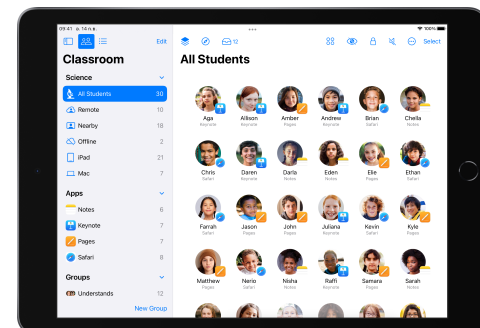 09:41
100%
Edit
12
Select
Classroom
All Students
Science
All Students 30
Remote 10
Nearby 18
Offline 2
iPad 21
Mac 7
Apps
Notes 6
Keynote 7
Pages 7
Safari 8
Groups
Understands 12
New Group
Aga Allison Amber Andrew Brian Chella
Keynote Keynote Pages Keynote Safari Notes
Chris Daren Darla Eden Elie Ethan
Safari Keynote Notes Notes Pages Safari
Farrah Jason John Juliana Kevin Kyle
Safari Pages Pages Keynote Safari Notes
Matthew Nerio Nisha Raffi Samara Sarah
Pages Safari Notes Keynote Pages Notes